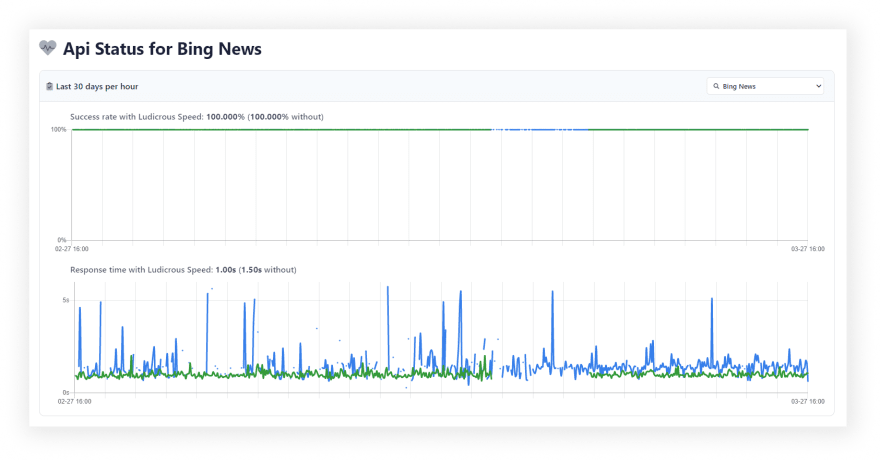 Api Status for Bing News
Last 30 days per hour
Bing News
Success rate with Ludicrous Speed: 100.000% (100.000% without)
100%
0%
02-27 16:00
03-27 16:00
Response time with Ludicrous Speed: 1.00s (1.50s without)
5s
0s
02-27 16:00
03-27 16:00